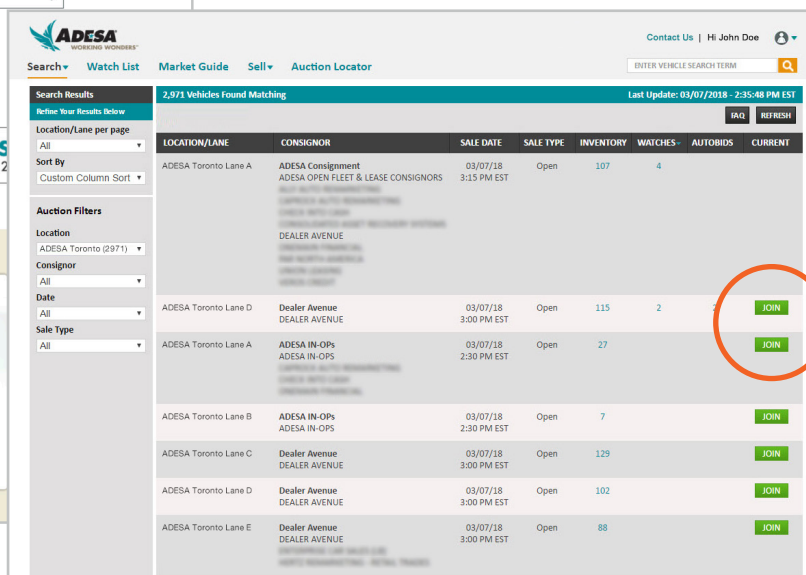 ADESA
WORKING WONDERS
Contact Us | Hi John Doe
Search Watch List Market Guide Sell Auction Locator
ENTER VEHICLE SEARCH TERM
Search Results
Refine Your Results Below
Location/Lane per page
All
Sort By
Custom Column Sort
Auction Filters
Location
ADESA Toronto (2971)
Consignor
All
Date
All
Sale Type
All
2,971 Vehicles Found Matching Last Update: 03/07/2018 - 2:35:48 PM EST
FAQ REFRESH
LOCATION/LANE CONSIGNOR SALE DATE SALE TYPE INVENTORY WATCHES AUTOBIDS CURRENT
ADESA Toronto Lane A ADESA Consignment 03/07/18 Open 107 4
ADESA OPEN FLEET & LEASE CONSIGNORS 3:15 PM EST
DEALER AVENUE
ADESA Toronto Lane D Dealer Avenue 03/07/18 Open 115 2 2 JOIN
DEALER AVENUE 3:00 PM EST
ADESA Toronto Lane A ADESA IN-OPs 03/07/18 Open 27 JOIN
ADESA IN-OPS 2:30 PM EST
ADESA Toronto Lane B ADESA IN-OPs 03/07/18 Open 7 JOIN
ADESA IN-OPS 2:30 PM EST
ADESA Toronto Lane C Dealer Avenue 03/07/18 Open 129 JOIN
DEALER AVENUE 3:00 PM EST
ADESA Toronto Lane D Dealer Avenue 03/07/18 Open 102 JOIN
DEALER AVENUE 3:00 PM EST
ADESA Toronto Lane E Dealer Avenue 03/07/18 Open 88 JOIN
DEALER AVENUE 3:00 PM EST